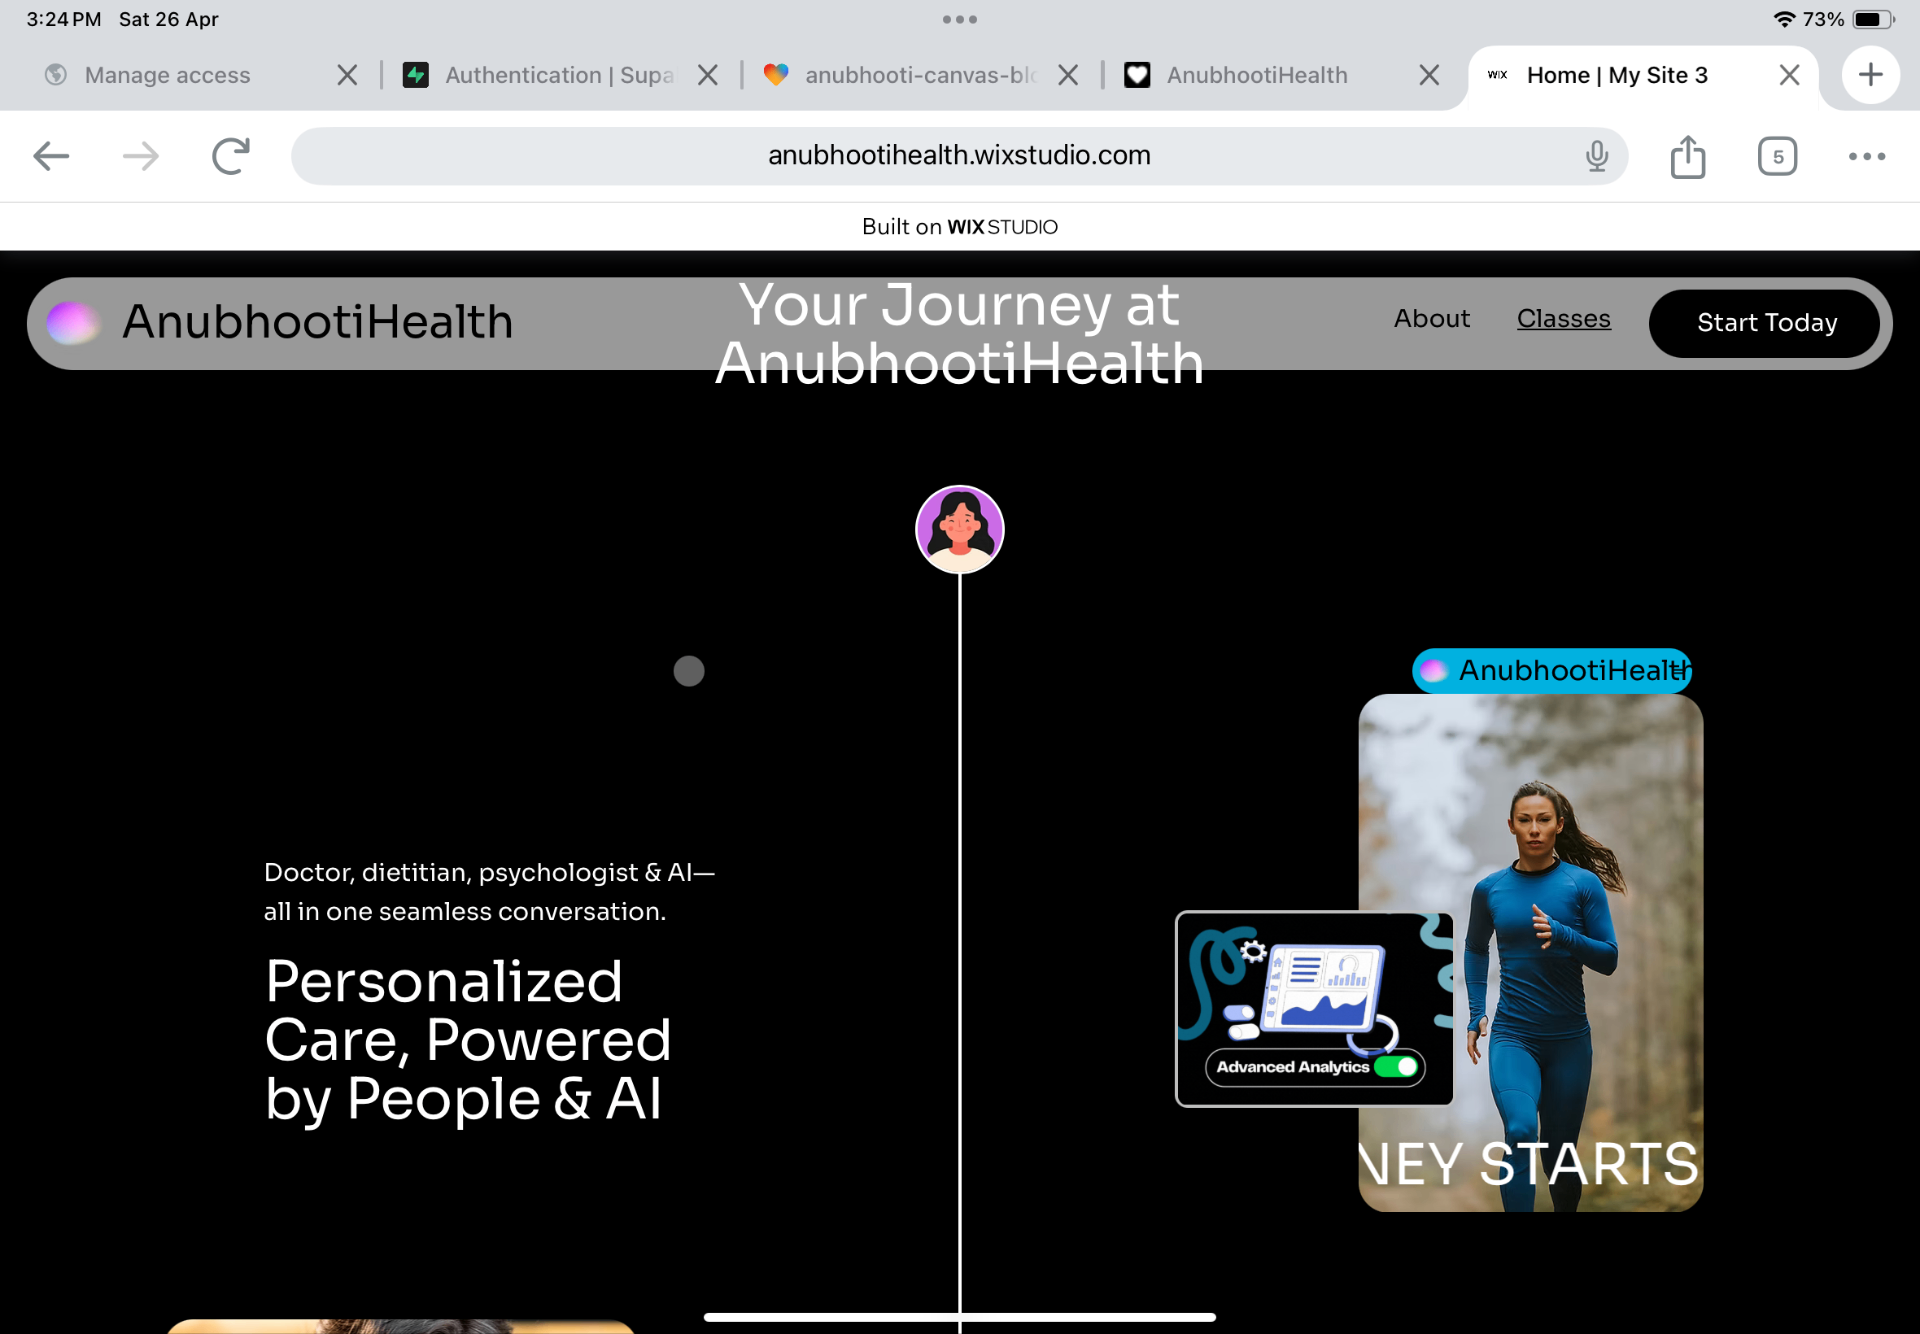 3:24 PM Sat 26 Apr
73%
Manage access
Authentication | Supa
anubhooti-canvas-blo
AnubhootiHealth
WIX Home | My Site 3
anubhootihealth.wixstudio.com
5
Built on WIX STUDIO
AnubhootiHealth
Your Journey at
AnubhootiHealth
About
Classes
Start Today
AnubhootiHealth
Doctor, dietitian, psychologist & AI—
all in one seamless conversation.
Personalized
Care, Powered
by People & AI
Advanced Analytics
NEY STARTS